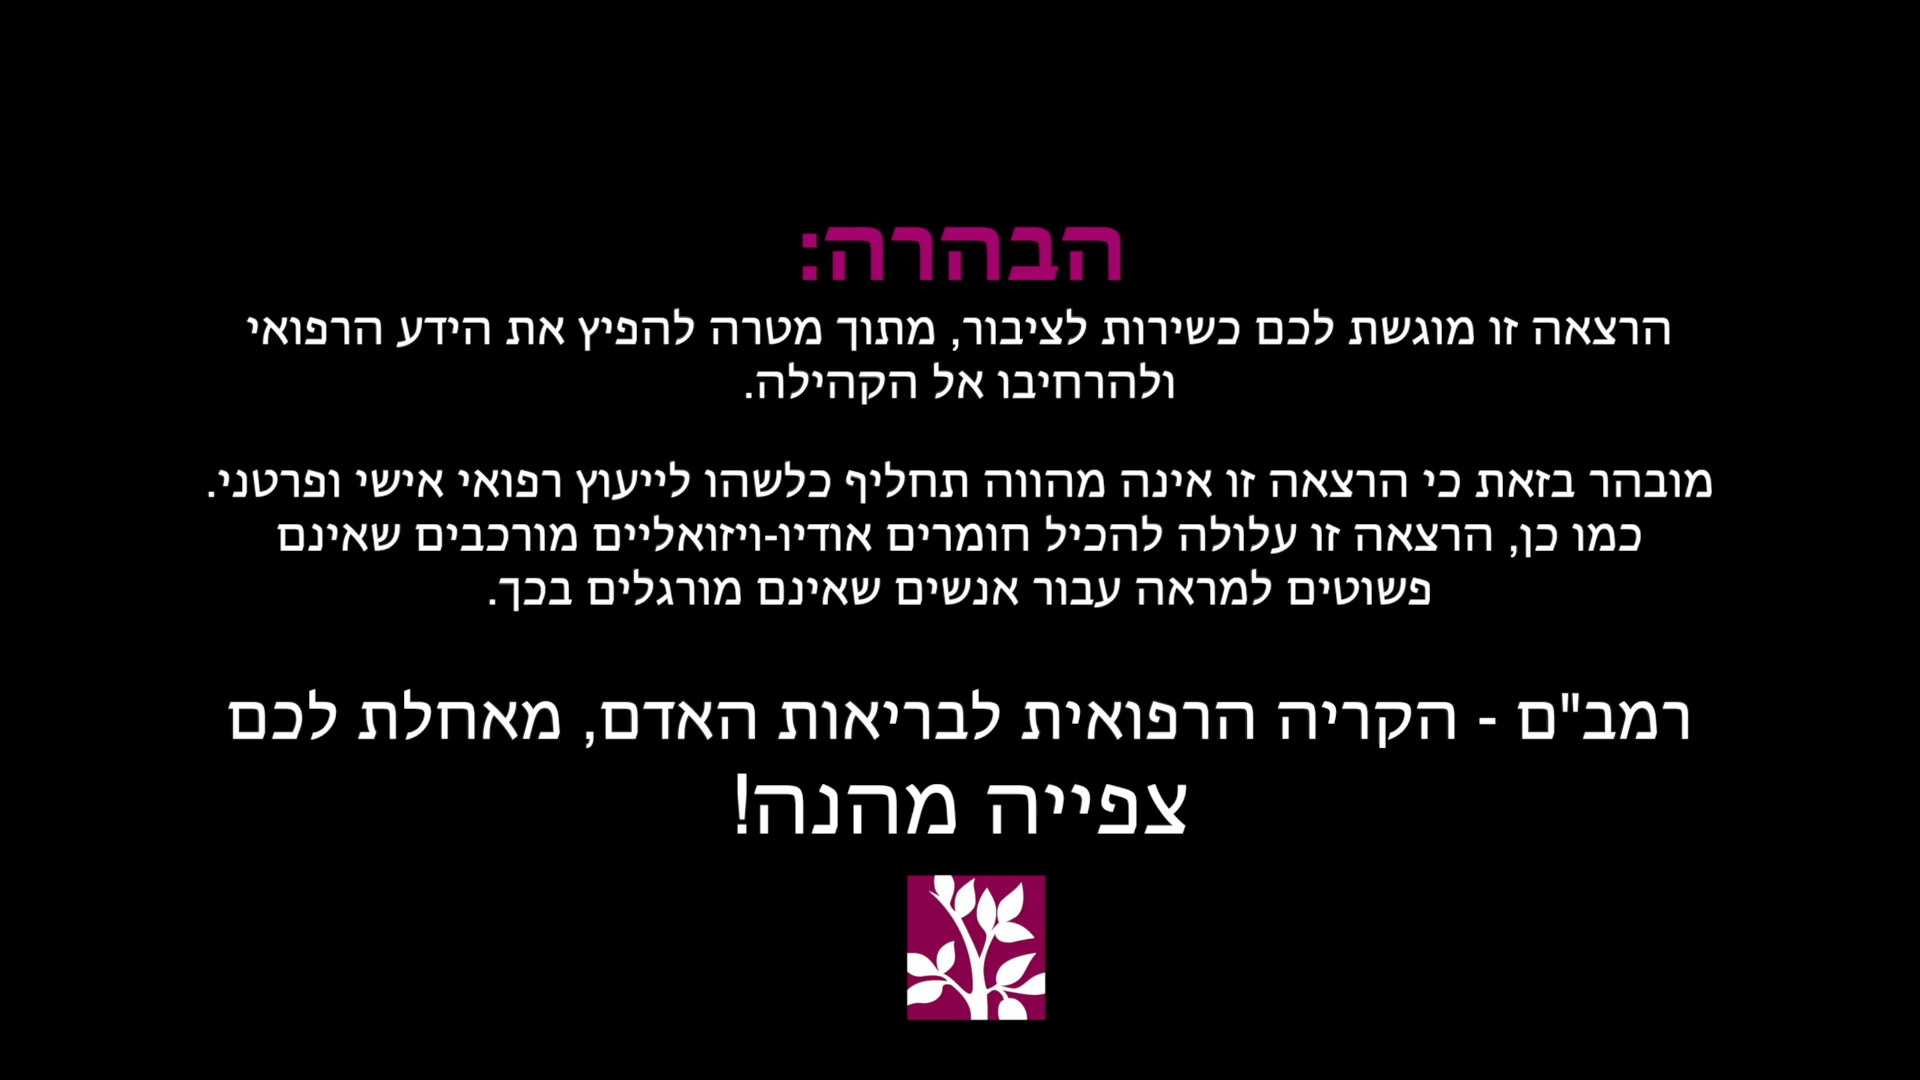 הבהרה:
הרצאה זו מוגשת לכם כשירות לציבור, מתוך מטרה להפיץ את הידע הרפואי
ולהרחיבו אל הקהילה.
מובהר בזאת כי הרצאה זו אינה מהווה תחליף כלשהו לייעוץ רפואי אישי ופרטני.
כמו כן, הרצאה זו עלולה להכיל חומרים אודיו-ויזואליים מורכבים שאינם
פשוטים למראה עבור אנשים שאינם מורגלים בכך.
רמב"ם - הקריה הרפואית לבריאות האדם, מאחלת לכם
צפייה מהנה!